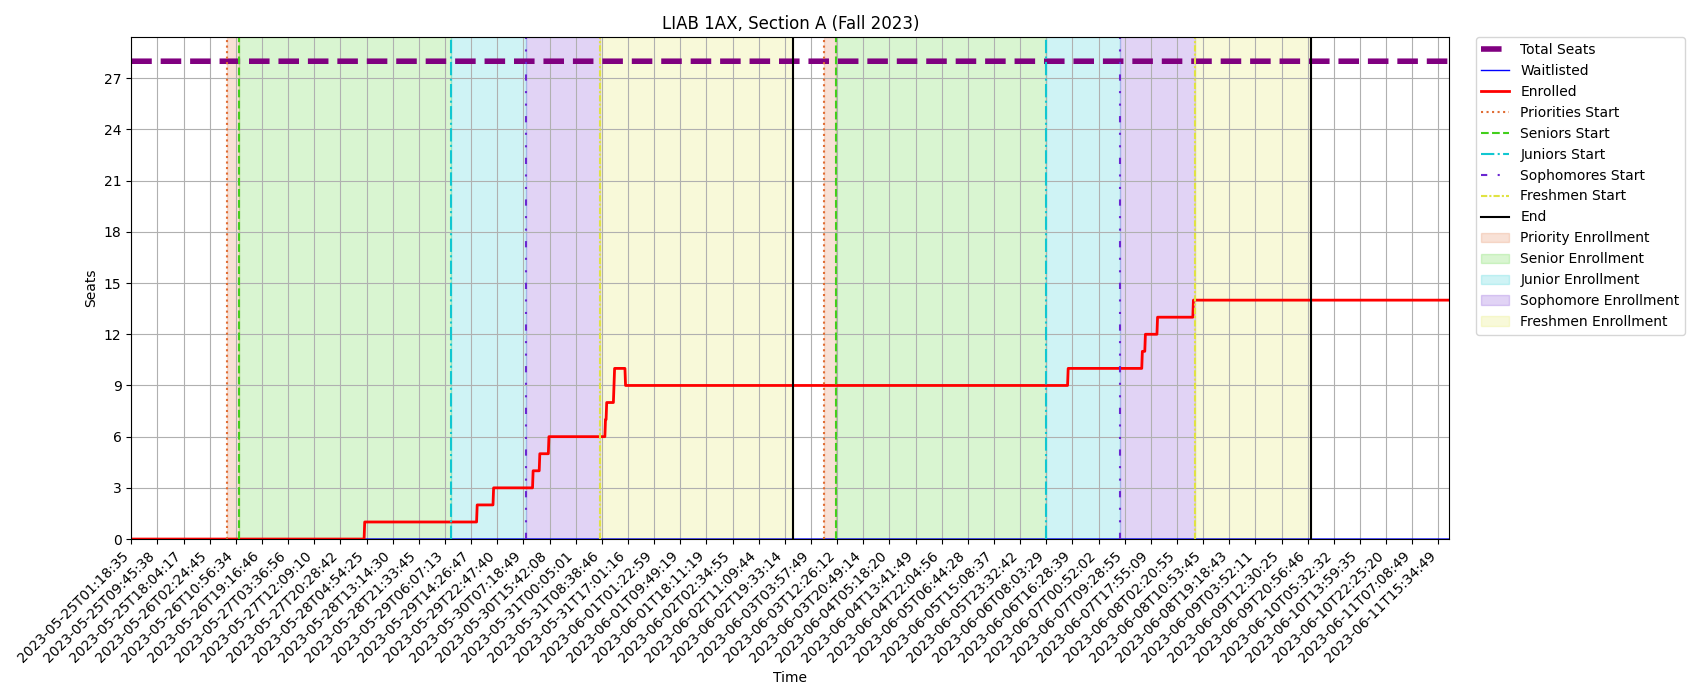 LIAB 1AX, Section A (Fall 2023)
Total Seats
Waitlisted
Enrolled
Priorities Start
Seniors Start
Juniors Start
Sophomores Start
Freshmen Start
End
Priority Enrollment
Senior Enrollment
Junior Enrollment
Sophomore Enrollment
Freshmen Enrollment
Seats
27
24
21
18
15
12
9
6
3
0
2023-05-25T01:18:35
2023-05-25T09:45:38
2023-05-25T18:04:17
2023-05-26T02:24:45
2023-05-26T10:56:34
2023-05-26T19:16:46
2023-05-27T03:36:56
2023-05-27T12:09:10
2023-05-27T20:28:42
2023-05-28T04:54:25
2023-05-28T13:14:30
2023-05-28T21:33:45
2023-05-29T06:07:13
2023-05-29T14:26:47
2023-05-29T22:47:40
2023-05-30T07:18:49
2023-05-30T15:42:08
2023-05-31T00:05:01
2023-05-31T08:38:46
2023-05-31T17:01:16
2023-06-01T01:22:59
2023-06-01T09:49:19
2023-06-01T18:11:19
2023-06-02T02:34:55
2023-06-02T11:09:44
2023-06-02T19:33:14
2023-06-03T03:57:49
2023-06-03T12:26:12
2023-06-03T20:49:14
2023-06-04T05:18:20
2023-06-04T13:41:49
2023-06-04T22:04:56
2023-06-05T06:44:28
2023-06-05T15:08:37
2023-06-05T23:32:42
2023-06-06T08:03:29
2023-06-06T16:28:39
2023-06-07T00:52:02
2023-06-07T09:28:55
2023-06-07T17:55:09
2023-06-08T02:20:55
2023-06-08T10:53:45
2023-06-08T19:18:43
2023-06-09T03:52:11
2023-06-09T12:30:25
2023-06-09T20:56:46
2023-06-10T05:32:32
2023-06-10T13:59:35
2023-06-10T22:25:20
2023-06-11T07:08:49
2023-06-11T15:34:49
Time